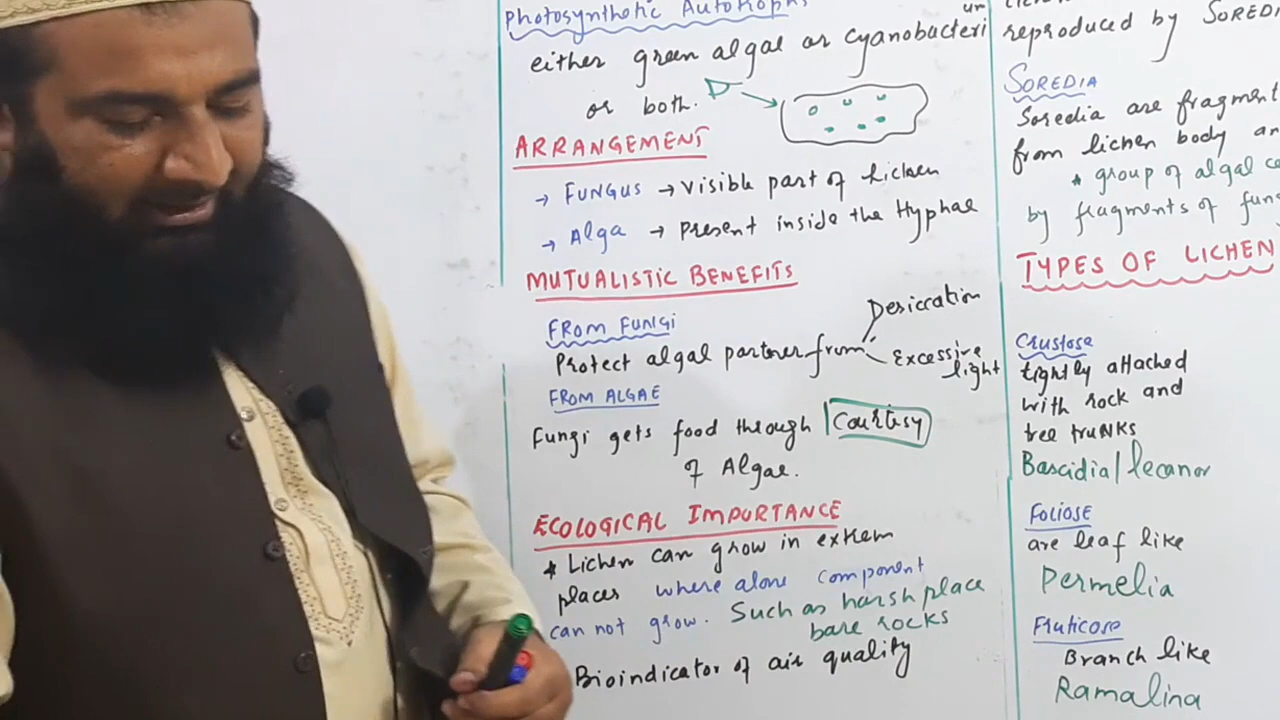 Photosynthetic Autotroph
either green algae or cyanobacteri
um
or both.
ARRANGEMENT
→ FUNGUS → Visible part of lichen
→ Alga → Present inside the Hyphae
MUTUALISTIC BENEFITS
FROM FUNGI
Protect algal partner from
Desiccation
Excessive
light
FROM ALGAE
Fungi gets food through Courtisy
of Algae.
ECOLOGICAL IMPORTANCE
* Lichen can grow in extrem
places where alone component
can not grow. Such as harsh place
bare rocks
Bioindicator of air quality
reproduced by SOREDI
SOREDIA
Soredia are fragment
from lichen body an
* group of algal ce
by fragments of fun
TYPES OF LICHEN
Crustose
tightly attached
with rock and
tree trunks
Bascidia/lecanor
FOLIOSE
are leaf like
Permelia
Fruticose
Branch like
Ramalina